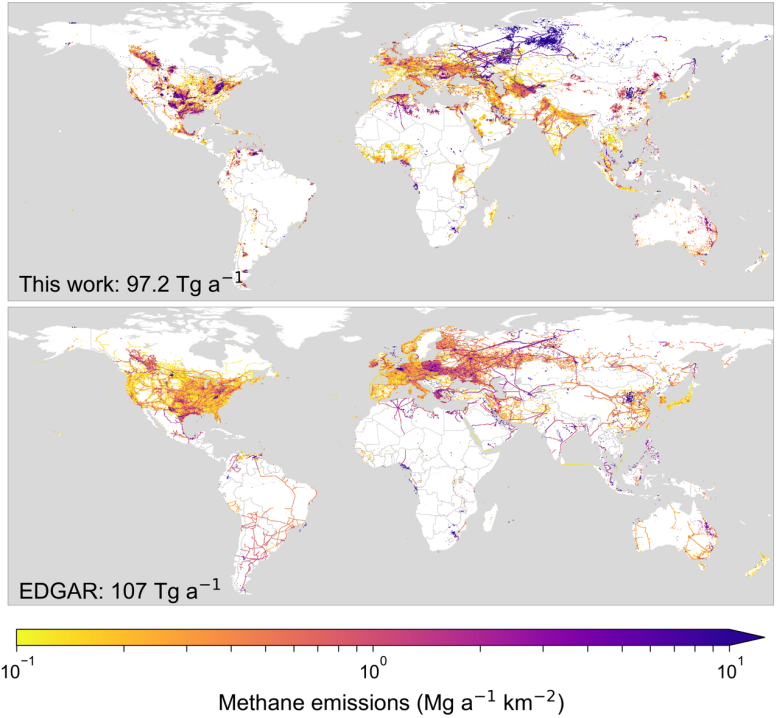 This work: 97.2 Tg a⁻¹
EDGAR: 107 Tg a⁻¹
10⁻¹ 10⁰ 10¹
Methane emissions (Mg a⁻¹ km⁻²)